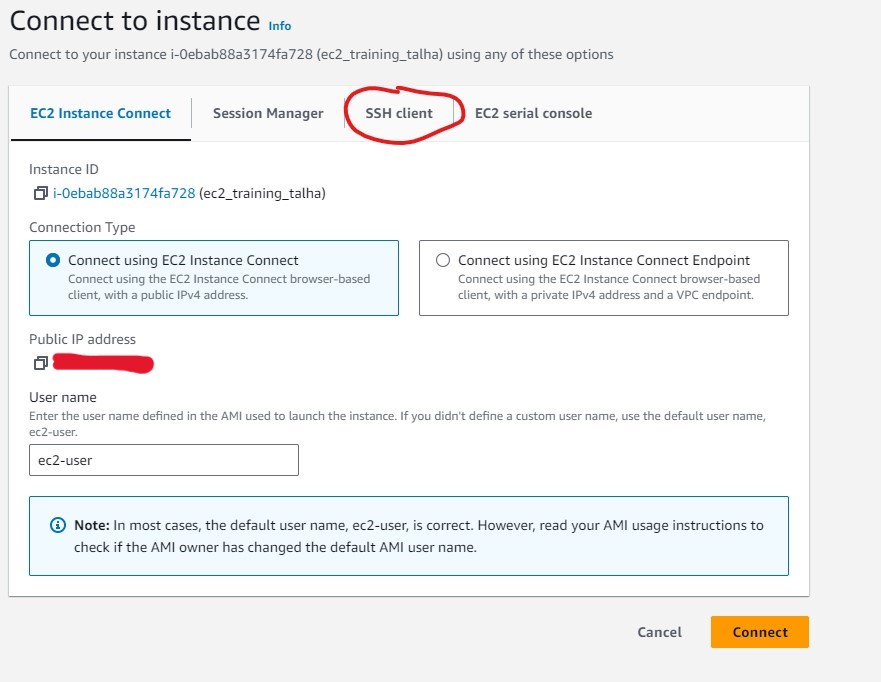 Connect to instance Info
Connect to your instance i-0ebab88a3174fa728 (ec2_training_talha) using any of these options
EC2 Instance Connect Session Manager SSH client EC2 serial console
Instance ID
i-0ebab88a3174fa728 (ec2_training_talha)
Connection Type
Connect using EC2 Instance Connect
Connect using the EC2 Instance Connect browser-based
client, with a public IPv4 address.
Connect using EC2 Instance Connect Endpoint
Connect using the EC2 Instance Connect browser-based
client, with a private IPv4 address and a VPC endpoint.
Public IP address
User name
Enter the user name defined in the AMI used to launch the instance. If you didn't define a custom user name, use the default user name,
ec2-user.
ec2-user
Note: In most cases, the default user name, ec2-user, is correct. However, read your AMI usage instructions to
check if the AMI owner has changed the default AMI user name.
Cancel Connect